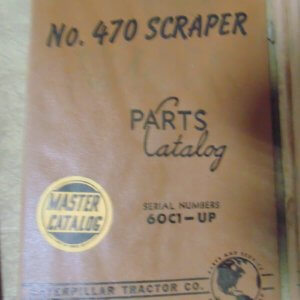 No. 470 SCRAPER
PARTS
Catalog
MASTER
CATALOG
SERIAL NUMBERS
60C1-UP
CATERPILLAR TRACTOR CO.